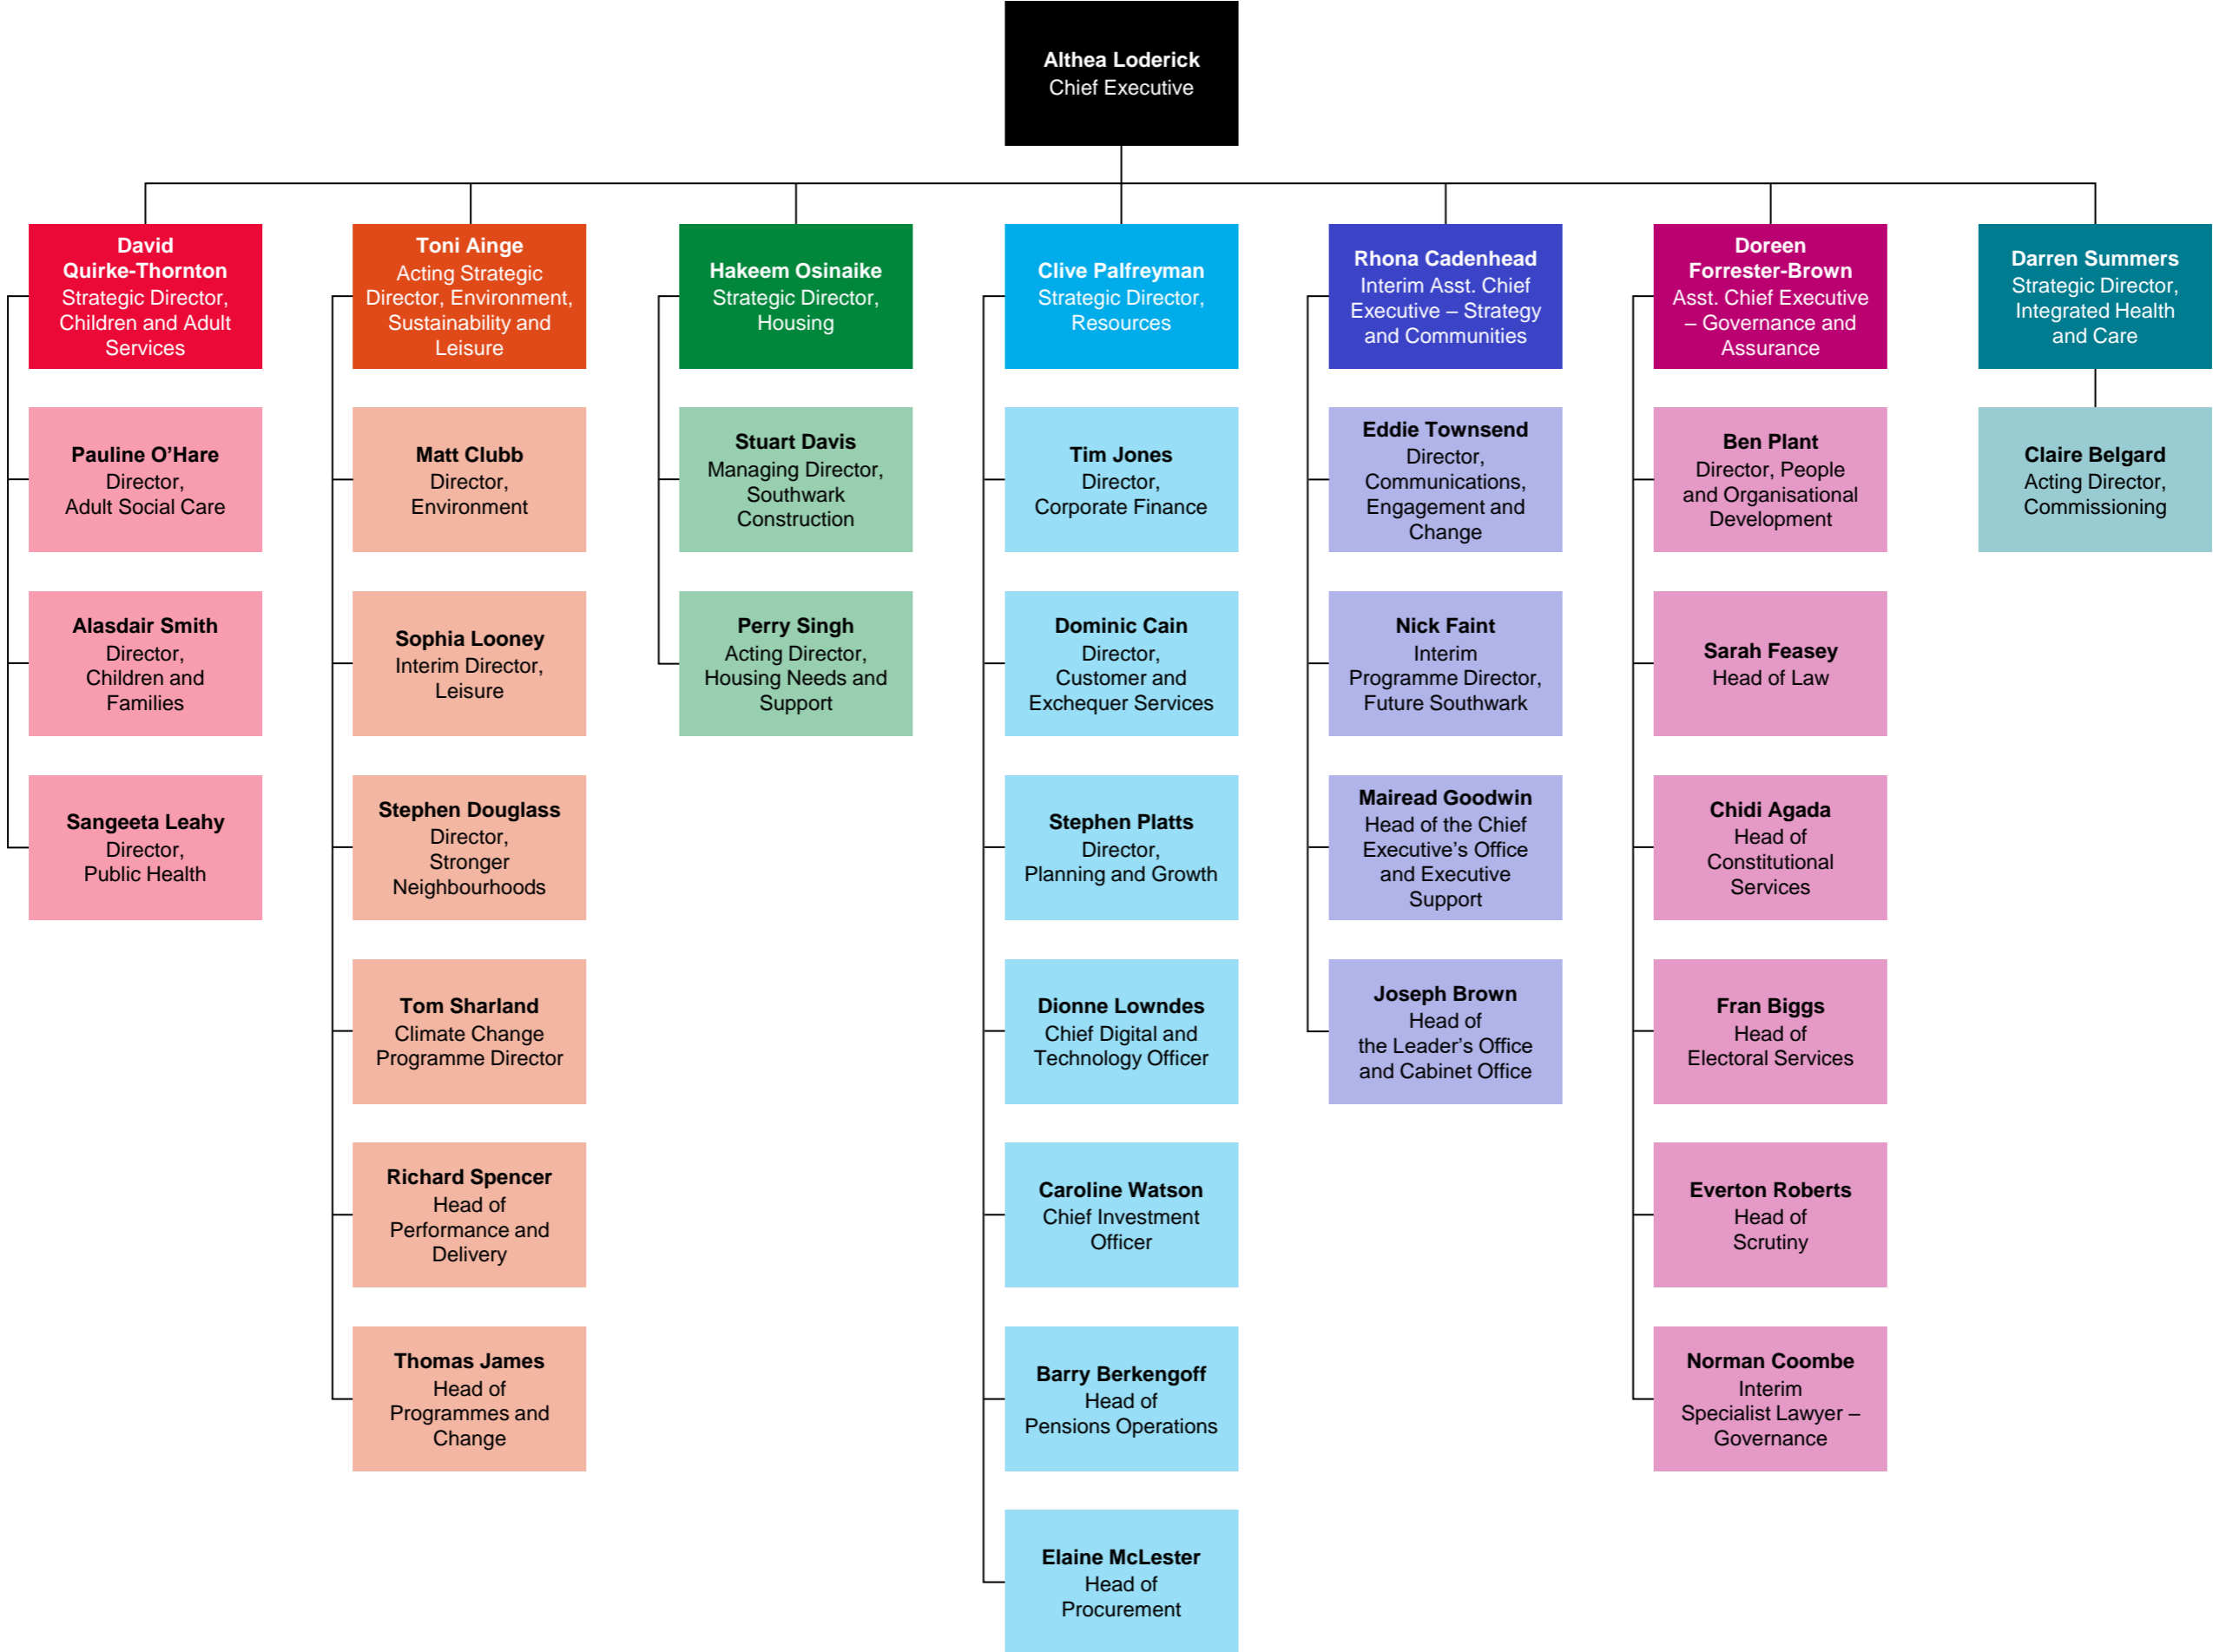 Althea Loderick
Chief Executive
David
Quirke-Thornton
Strategic Director,
Children and Adult
Services
Pauline O’Hare
Director,
Adult Social Care
Alasdair Smith
Director,
Children and
Families
Sangeeta Leahy
Director,
Public Health
Toni Ainge
Acting Strategic
Director, Environment,
Sustainability and
Leisure
Matt Clubb
Director,
Environment
Sophia Looney
Interim Director,
Leisure
Stephen Douglass
Director,
Stronger
Neighbourhoods
Tom Sharland
Climate Change
Programme Director
Richard Spencer
Head of
Performance and
Delivery
Thomas James
Head of
Programmes and
Change
Hakeem Osinaike
Strategic Director,
Housing
Stuart Davis
Managing Director,
Southwark
Construction
Perry Singh
Acting Director,
Housing Needs and
Support
Clive Palfreyman
Strategic Director,
Resources
Tim Jones
Director,
Corporate Finance
Dominic Cain
Director,
Customer and
Exchequer Services
Stephen Platts
Director,
Planning and Growth
Dionne Lowndes
Chief Digital and
Technology Officer
Caroline Watson
Chief Investment
Officer
Barry Berkengoff
Head of
Pensions Operations
Elaine McLester
Head of
Procurement
Rhona Cadenhead
Interim Asst. Chief
Executive – Strategy
and Communities
Eddie Townsend
Director,
Communications,
Engagement and
Change
Nick Faint
Interim
Programme Director,
Future Southwark
Mairead Goodwin
Head of the Chief
Executive’s Office
and Executive
Support
Joseph Brown
Head of
the Leader’s Office
and Cabinet Office
Doreen
Forrester-Brown
Asst. Chief Executive
– Governance and
Assurance
Ben Plant
Director, People
and Organisational
Development
Sarah Feasey
Head of Law
Chidi Agada
Head of
Constitutional
Services
Fran Biggs
Head of
Electoral Services
Everton Roberts
Head of
Scrutiny
Norman Coombe
Interim
Specialist Lawyer –
Governance
Darren Summers
Strategic Director,
Integrated Health
and Care
Claire Belgard
Acting Director,
Commissioning